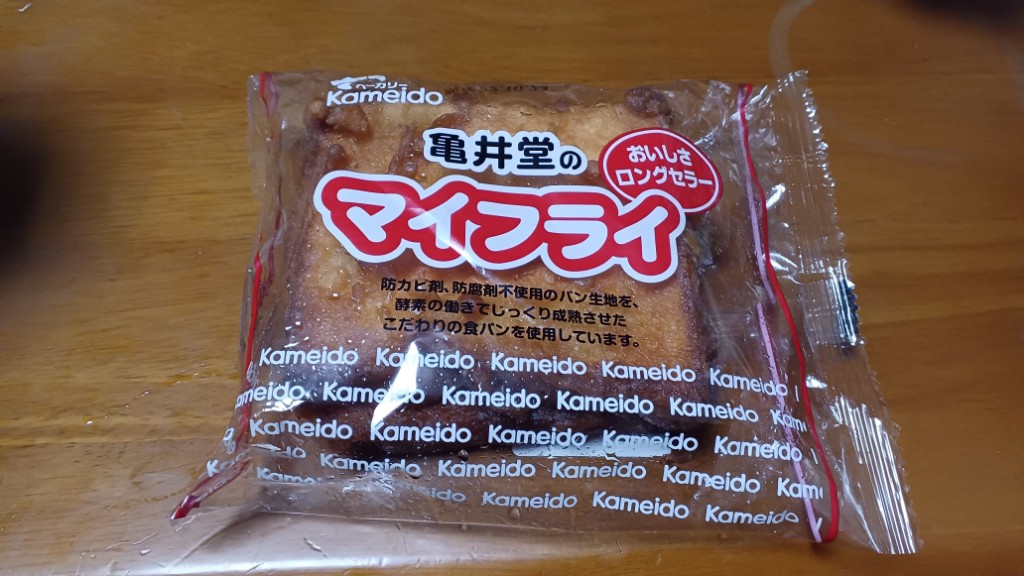 ベーカリー
Kameido
亀井堂の
おいしさ
ロングセラー
マイフライ
防カビ剤、防腐剤不使用のパン生地を、
酵素の働きでじっくり成熟させた
こだわりの食パンを使用しています。
Kameido Kameido Kameido Kameido Kameido
Kameido Kameido Kameido Kameido Kameido
Kameido Kameido Kameido Kameido Kameido
Kameido Kameido Kameido Kameido
Kameido Kameido Kameido